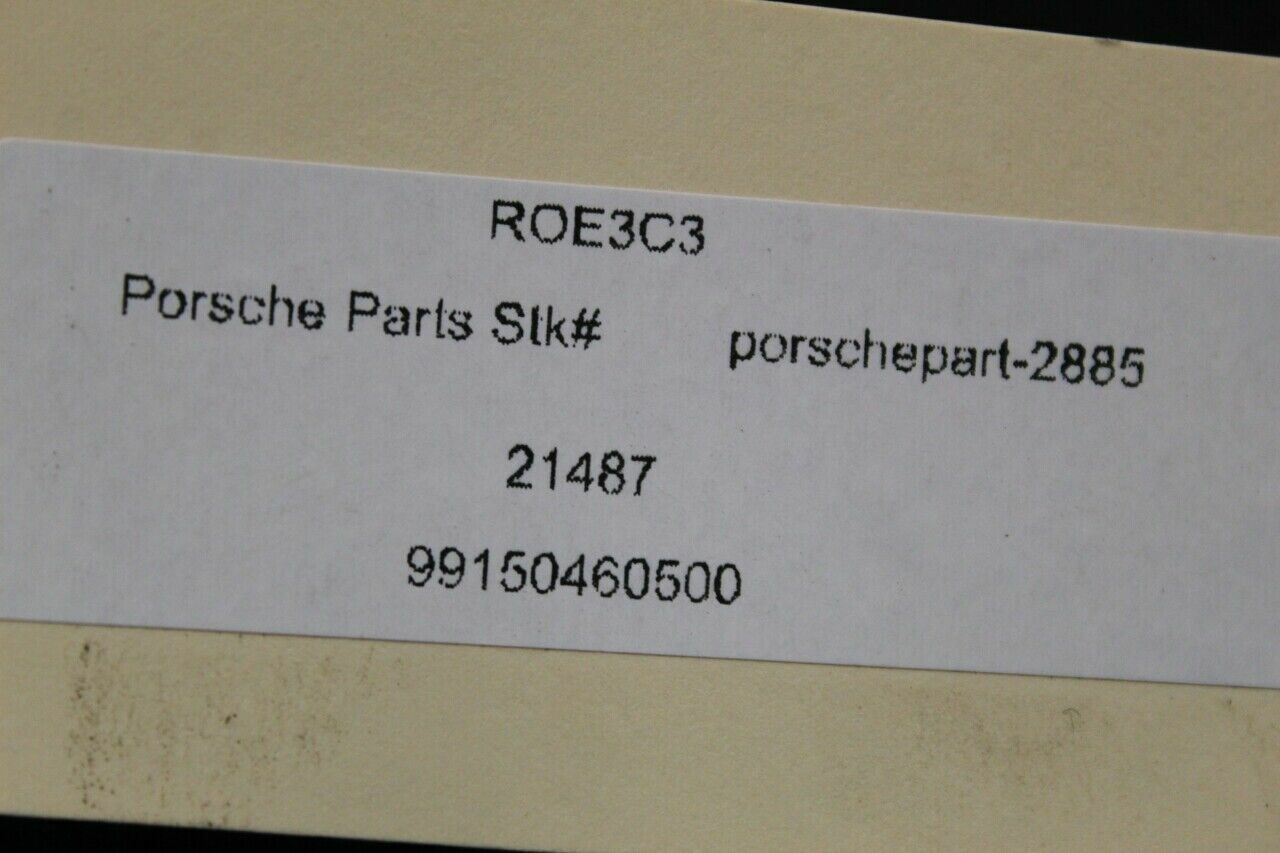 ROE3C3
Porsche Parts Stk# porschepart-2885
21487
99150460500